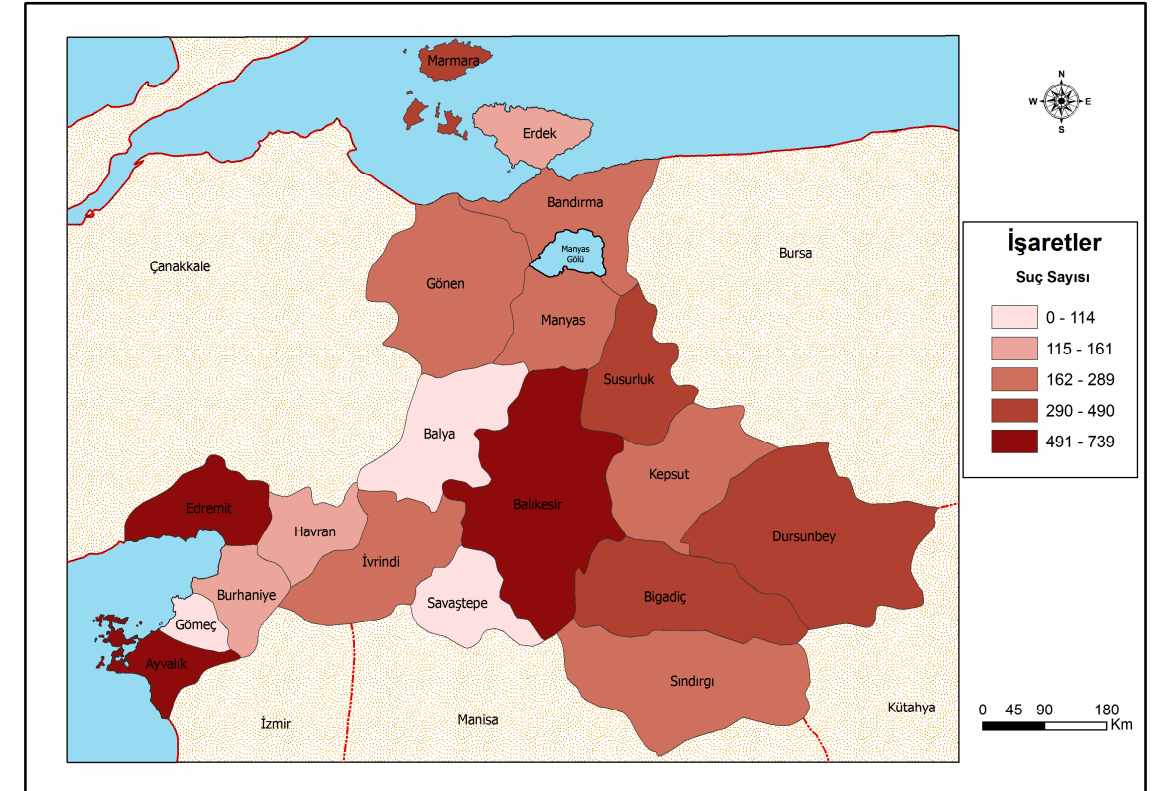 Marmara
Erdek
Bandırma
Manyas
Gölü
Çanakkale
Bursa
Gönen
Manyas
Susurluk
Balya
Kepsut
Balıkesir
Edremit
Havran
Dursunbey
İvrindi
Burhaniye
Savaştepe
Bigadiç
Gömeç
Ayvalık
Sındırgı
İzmir
Manisa
Kütahya
N
W E
S
İşaretler
Suç Sayısı
0 - 114
115 - 161
162 - 289
290 - 490
491 - 739
0 45 90 180
Km